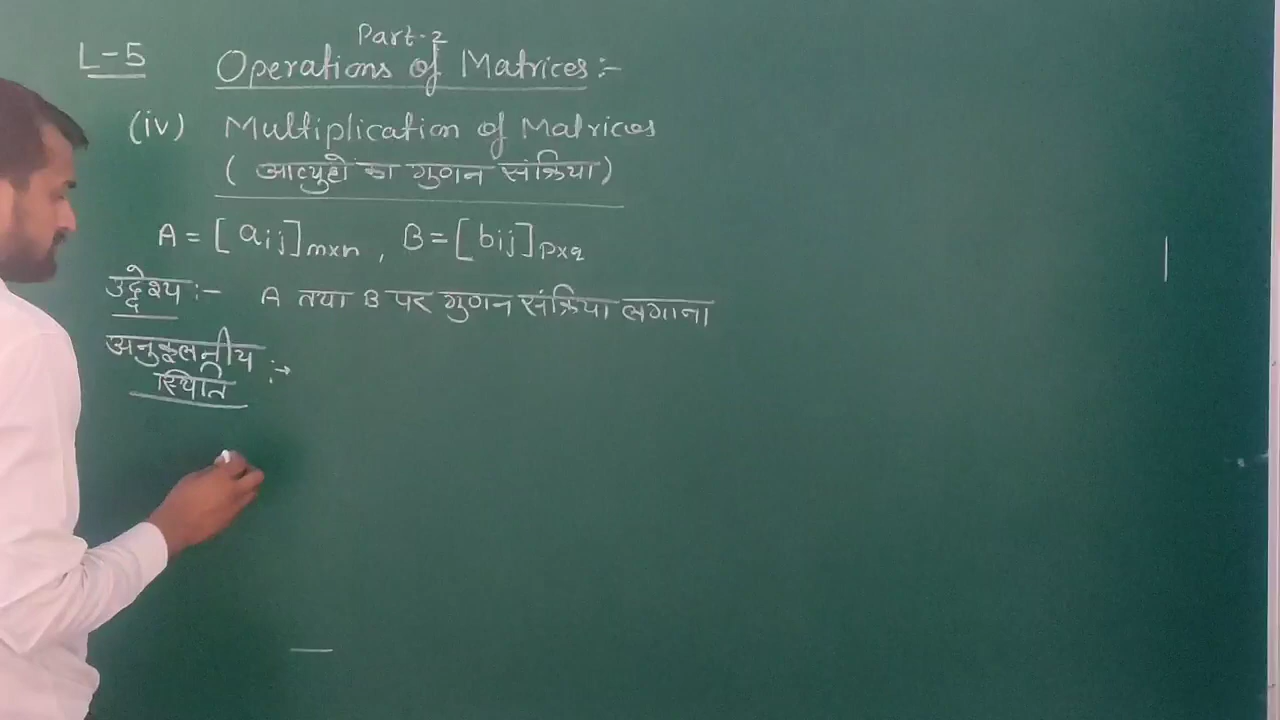 Part-2
L-5 Operations of Matrices:-
(iv) Multiplication of Matrices
( आव्युहो का गुणन संक्रिया)
A = [aij]mxn , B = [bij]pxq
उद्देश्य :- A तथा B पर गुणन संक्रिया लगाना
अनुकूलनीय
स्थिति :→